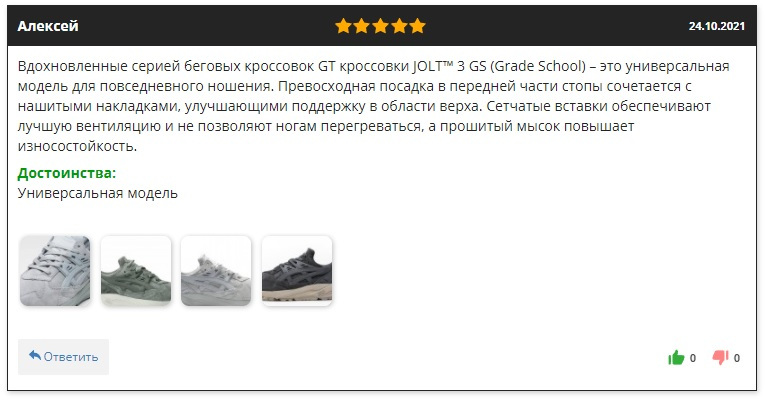 Алексей
24.10.2021
Вдохновленные серией беговых кроссовок GT кроссовки JOLT™ 3 GS (Grade School) – это универсальная
модель для повседневного ношения. Превосходная посадка в передней части стопы сочетается с
нашитыми накладками, улучшающими поддержку в области верха. Сетчатые вставки обеспечивают
лучшую вентиляцию и не позволяют ногам перегреваться, а прошитый мысок повышает
износостойкость.
Достоинства:
Универсальная модель
Ответить
0
0